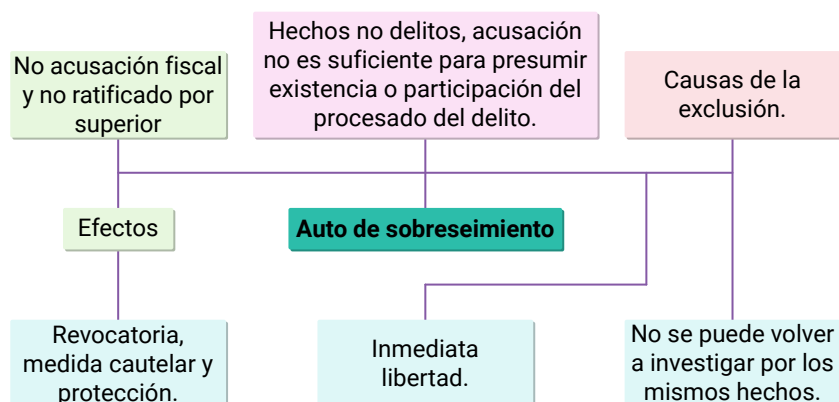 No acusación fiscal
y no ratificado por
superior
Hechos no delitos, acusación
no es suficiente para presumir
existencia o participación del
procesado del delito.
Causas de la
exclusión.
Efectos
Auto de sobreseimiento
Revocatoria,
medida cautelar y
protección.
Inmediata
libertad.
No se puede volver
a investigar por los
mismos hechos.